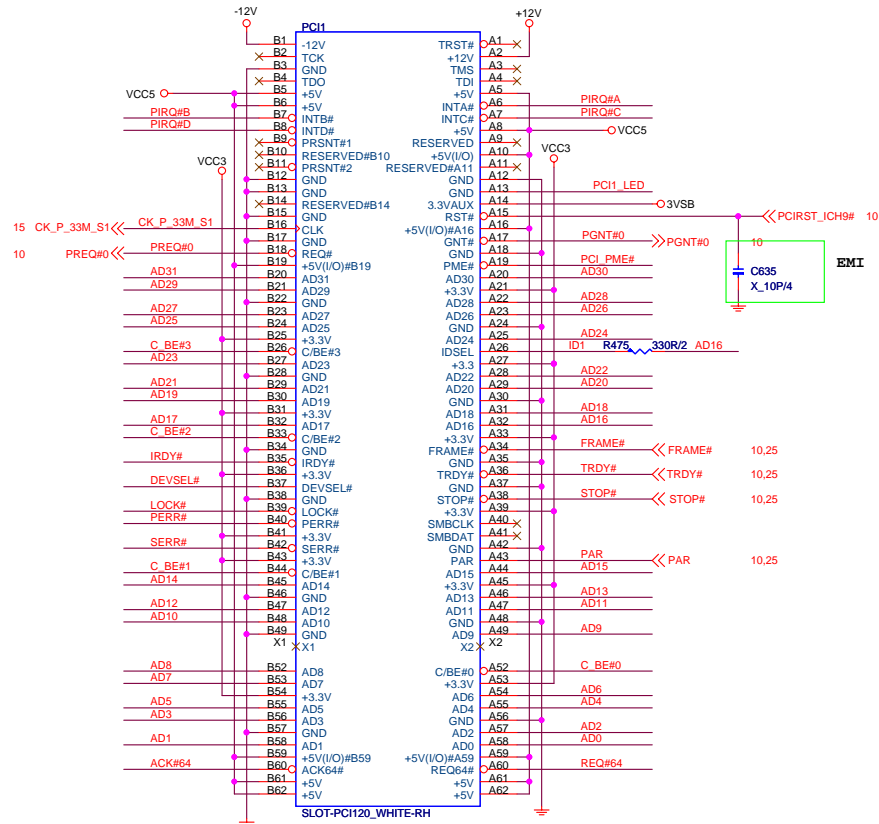 -12V +12V
PCI1
B1 -12V TRST# A1
B2 TCK +12V A2
B3 GND TMS A3
B4 TDO TDI A4
VCC5 B5 +5V +5V A5
B6 +5V INTA# A6 PIRQ#A
PIRQ#B B7 INTB# INTC# A7 PIRQ#C
PIRQ#D B8 INTD# +5V A8 VCC5
B9 PRSNT#1 RESERVED A9
B10 RESERVED#B10 +5V(I/O) A10
VCC3 B11 PRSNT#2 RESERVED#A11 A11 VCC3
B12 GND GND A12
B13 GND GND A13 PCI1_LED
B14 RESERVED#B14 3.3VAUX A14 3VSB
B15 GND RST# A15 PCIRST_ICH9# 10
15 CK_P_33M_S1 CK_P_33M_S1 B16 CLK +5V(I/O)#A16 A16
B17 GND GNT# A17 PGNT#0 PGNT#0 10
10 PREQ#0 PREQ#0 B18 REQ# GND A18
B19 +5V(I/O)#B19 PME# A19 PCI_PME#
EMI
C635
X_10P/4
AD31 B20 AD31 AD30 A20 AD30
AD29 B21 AD29 +3.3V A21
B22 GND AD28 A22 AD28
AD27 B23 AD27 AD26 A23 AD26
AD25 B24 AD25 GND A24
B25 +3.3V AD24 A25 AD24
C_BE#3 B26 C/BE#3 IDSEL A26 ID1 R475 330R/2 AD16
AD23 B27 AD23 +3.3 A27
B28 GND AD22 A28 AD22
AD21 B29 AD21 AD20 A29 AD20
AD19 B30 AD19 GND A30
B31 +3.3V AD18 A31 AD18
AD17 B32 AD17 AD16 A32 AD16
C_BE#2 B33 C/BE#2 +3.3V A33
B34 GND FRAME# A34 FRAME# FRAME# 10,25
IRDY# B35 IRDY# GND A35
B36 +3.3V TRDY# A36 TRDY# TRDY# 10,25
DEVSEL# B37 DEVSEL# GND A37
B38 GND STOP# A38 STOP# STOP# 10,25
LOCK# B39 LOCK# +3.3V A39
PERR# B40 PERR# SMBCLK A40
B41 +3.3V SMBDAT A41
SERR# B42 SERR# GND A42
B43 +3.3V PAR A43 PAR PAR 10,25
C_BE#1 B44 C/BE#1 AD15 A44 AD15
AD14 B45 AD14 +3.3V A45
B46 GND AD13 A46 AD13
AD12 B47 AD12 AD11 A47 AD11
AD10 B48 AD10 GND A48
B49 GND AD9 A49 AD9
X1 X1 X2 X2
AD8 B52 AD8 C/BE#0 A52 C_BE#0
AD7 B53 AD7 +3.3V A53
B54 +3.3V AD6 A54 AD6
AD5 B55 AD5 AD4 A55 AD4
AD3 B56 AD3 GND A56
B57 GND AD2 A57 AD2
AD1 B58 AD1 AD0 A58 AD0
B59 +5V(I/O)#B59 +5V(I/O)#A59 A59
ACK#64 B60 ACK64# REQ64# A60 REQ#64
B61 +5V +5V A61
B62 +5V +5V A62
SLOT-PCI120_WHITE-RH